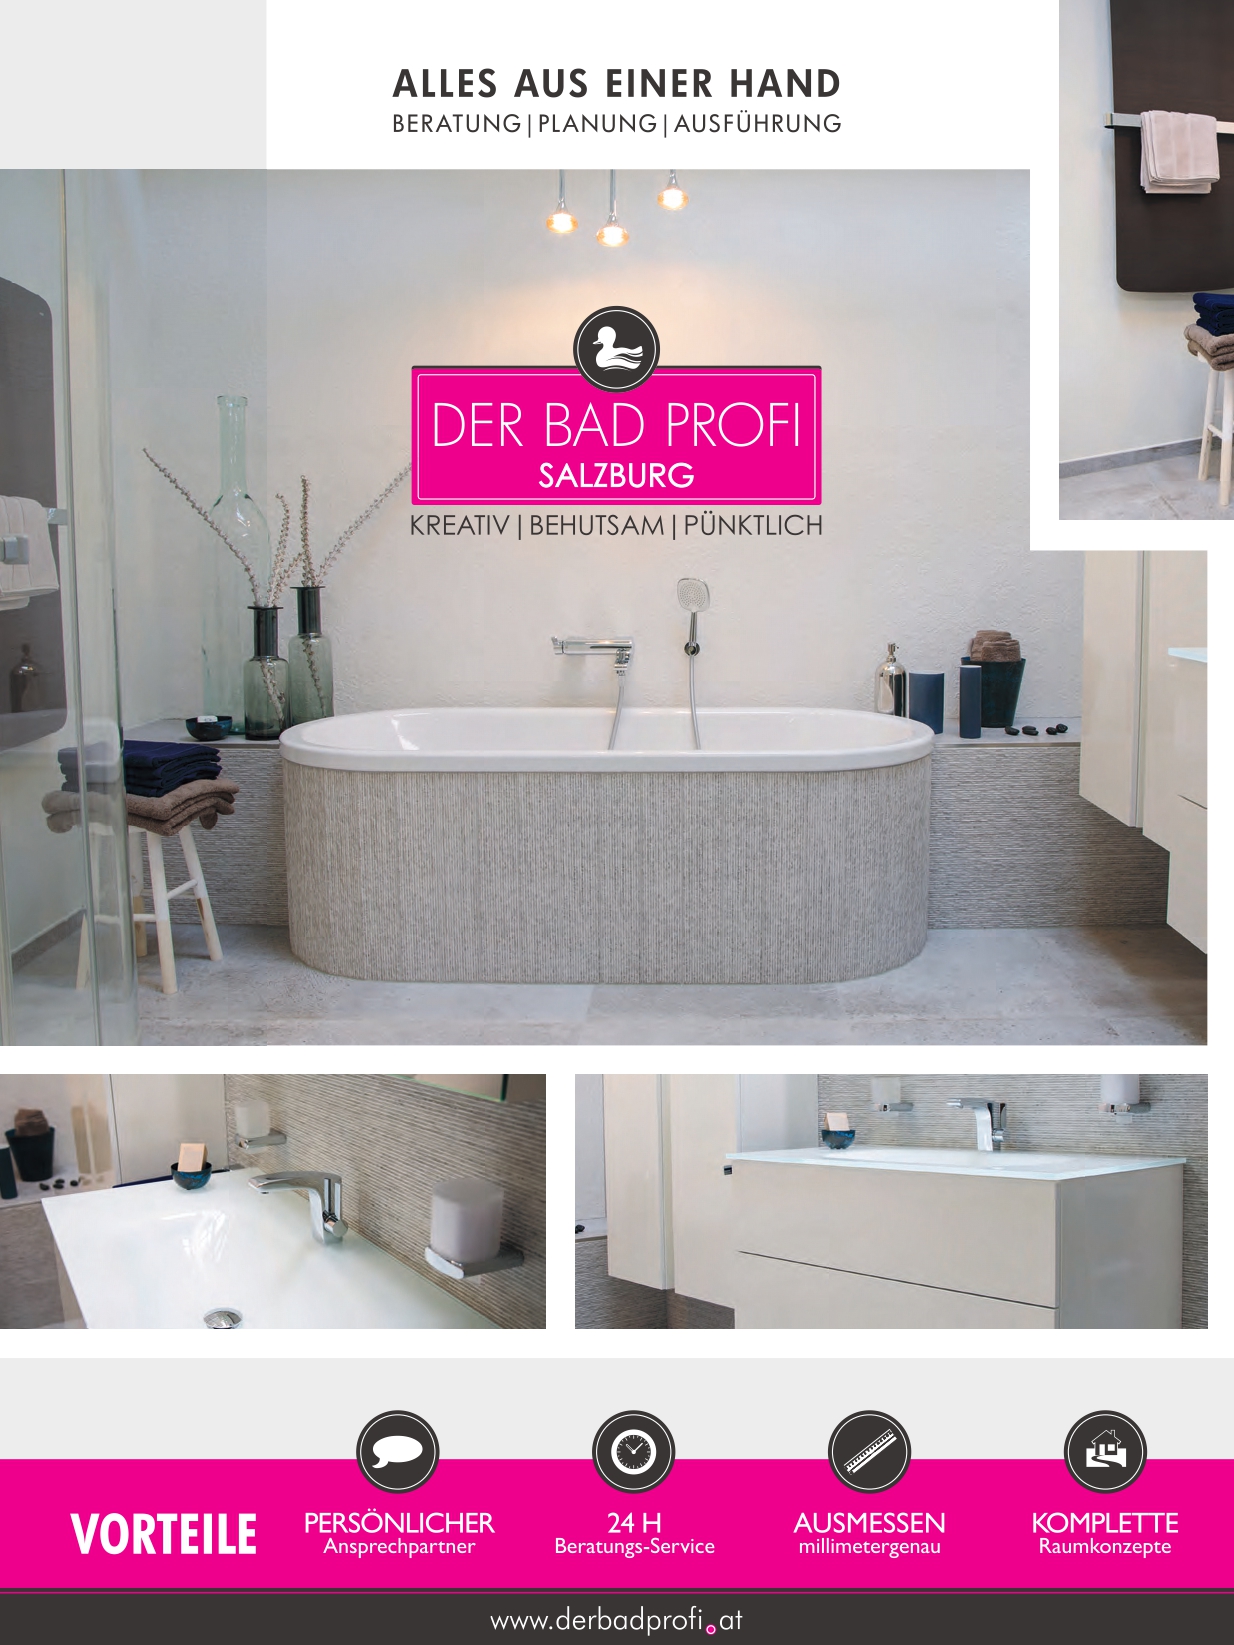 ALLES AUS EINER HAND
BERATUNG|PLANUNG|AUSFÜHRUNG
DER BAD PROFI
SALZBURG
KREATIV|BEHUTSAM|PÜNKTLICH
VORTEILE
PERSÖNLICHER
Ansprechpartner
24 H
Beratungs-Service
AUSMESSEN
millimetergenau
KOMPLETTE
Raumkonzepte
www.derbadprofi.at